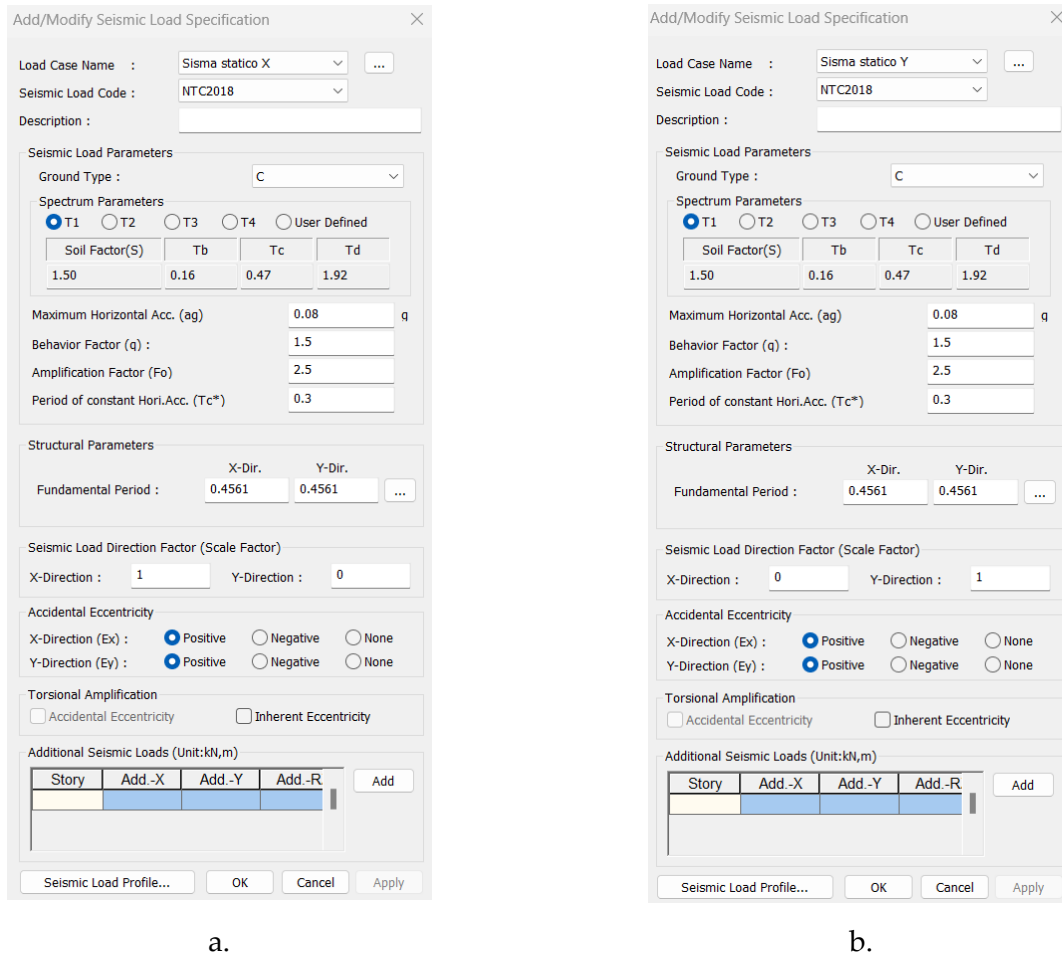 Add/Modify Seismic Load Specification
Load Case Name : Sisma statico X ...
Seismic Load Code : NTC2018
Description :
Seismic Load Parameters
Ground Type : C
Spectrum Parameters
T1 T2 T3 T4 User Defined
Soil Factor(S) Tb Tc Td
1.50 0.16 0.47 1.92
Maximum Horizontal Acc. (ag) 0.08 g
Behavior Factor (q) : 1.5
Amplification Factor (Fo) 2.5
Period of constant Hori.Acc. (Tc*) 0.3
Structural Parameters
X-Dir. Y-Dir.
Fundamental Period : 0.4561 0.4561 ...
Seismic Load Direction Factor (Scale Factor)
X-Direction : 1 Y-Direction : 0
Accidental Eccentricity
X-Direction (Ex) : Positive Negative None
Y-Direction (Ey) : Positive Negative None
Torsional Amplification
Accidental Eccentricity Inherent Eccentricity
Additional Seismic Loads (Unit:kN,m)
Story Add.-X Add.-Y Add.-R Add
Seismic Load Profile... OK Cancel Apply
a.
Add/Modify Seismic Load Specification
Load Case Name : Sisma statico Y ...
Seismic Load Code : NTC2018
Description :
Seismic Load Parameters
Ground Type : C
Spectrum Parameters
T1 T2 T3 T4 User Defined
Soil Factor(S) Tb Tc Td
1.50 0.16 0.47 1.92
Maximum Horizontal Acc. (ag) 0.08 g
Behavior Factor (q) : 1.5
Amplification Factor (Fo) 2.5
Period of constant Hori.Acc. (Tc*) 0.3
Structural Parameters
X-Dir. Y-Dir.
Fundamental Period : 0.4561 0.4561 ...
Seismic Load Direction Factor (Scale Factor)
X-Direction : 0 Y-Direction : 1
Accidental Eccentricity
X-Direction (Ex) : Positive Negative None
Y-Direction (Ey) : Positive Negative None
Torsional Amplification
Accidental Eccentricity Inherent Eccentricity
Additional Seismic Loads (Unit:kN,m)
Story Add.-X Add.-Y Add.-R Add
Seismic Load Profile... OK Cancel Apply
b.